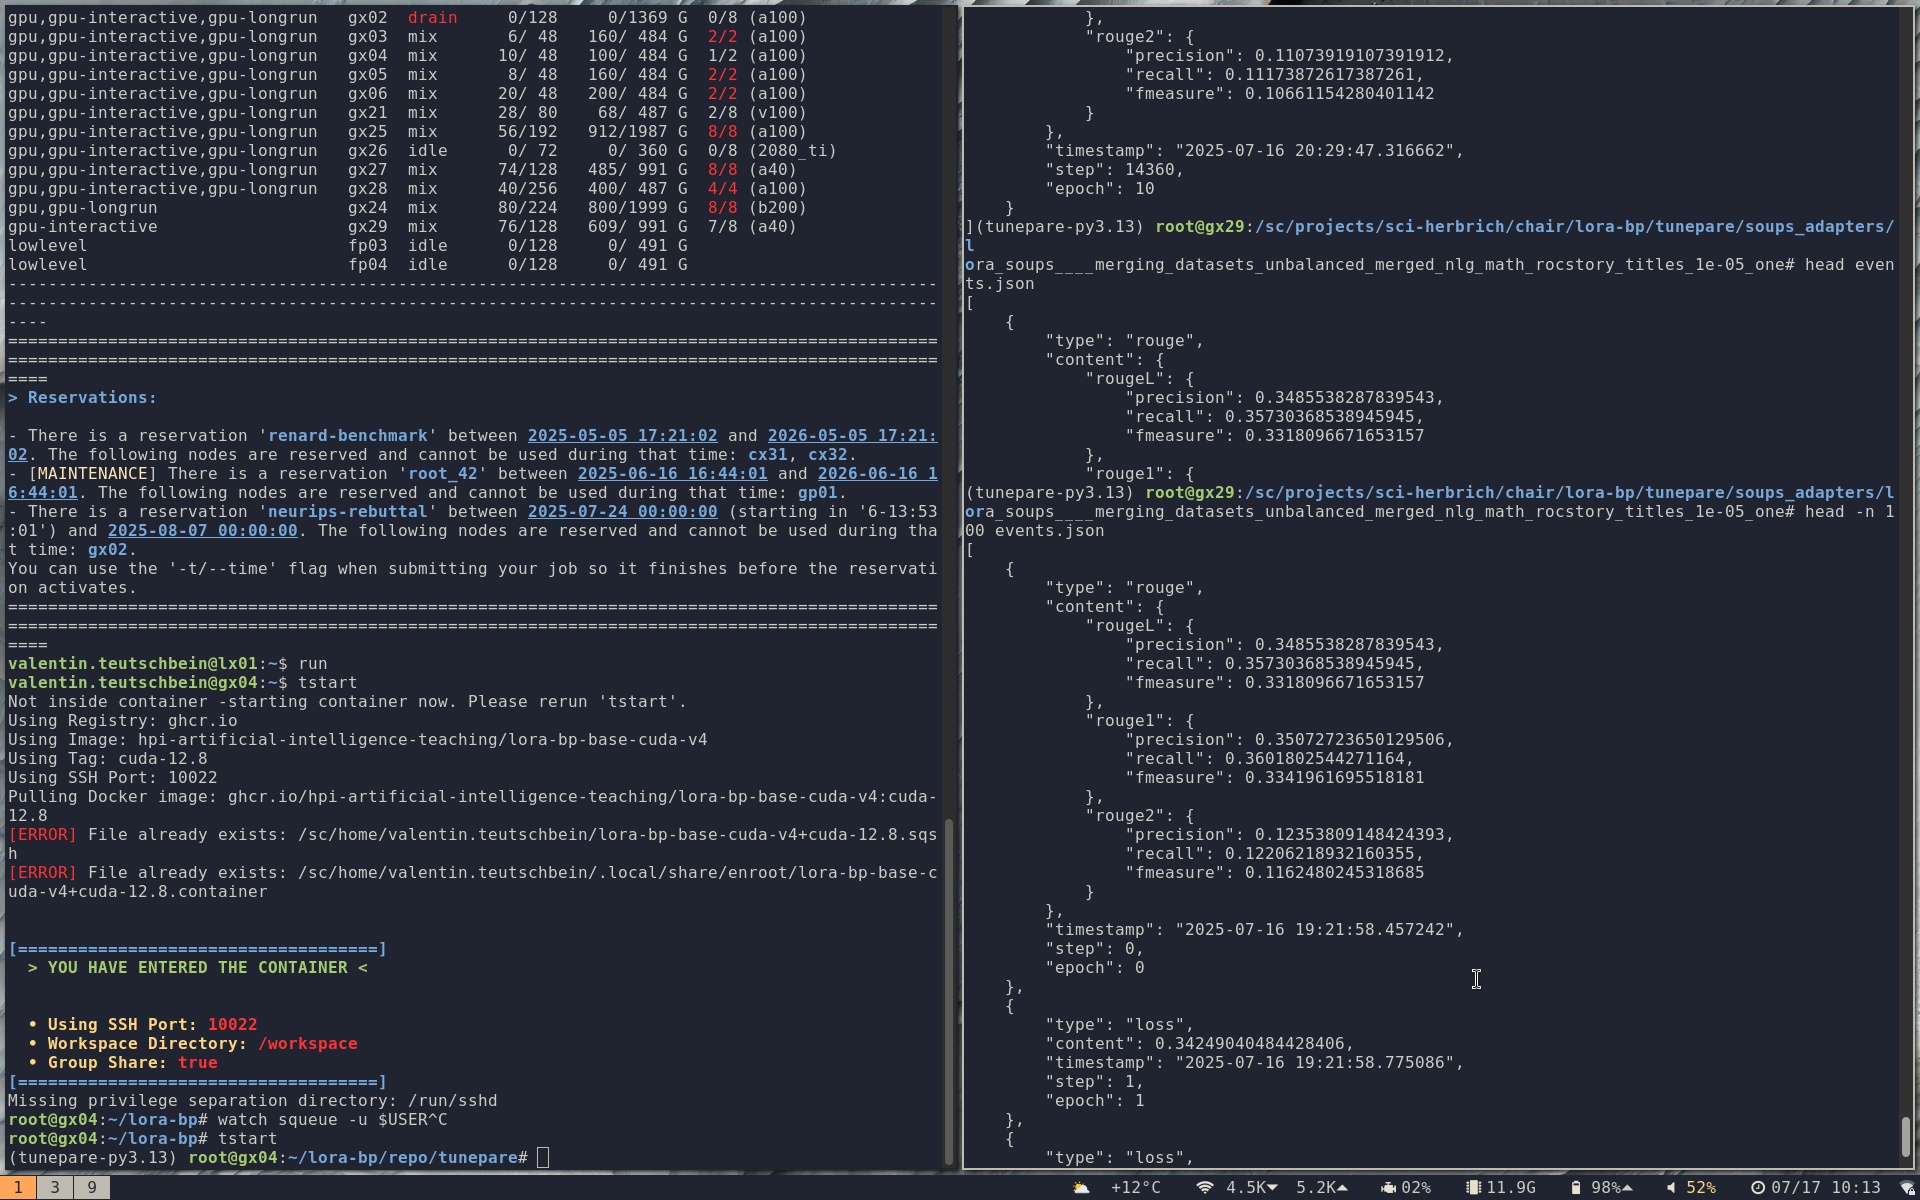 gpu,gpu-interactive,gpu-longrun   gx02  drain     0/128     0/1369 G  0/8 (a100)
gpu,gpu-interactive,gpu-longrun   gx03  mix       6/ 48   160/ 484 G  2/2 (a100)
gpu,gpu-interactive,gpu-longrun   gx04  mix      10/ 48   100/ 484 G  1/2 (a100)
gpu,gpu-interactive,gpu-longrun   gx05  mix       8/ 48   160/ 484 G  2/2 (a100)
gpu,gpu-interactive,gpu-longrun   gx06  mix      20/ 48   200/ 484 G  2/2 (a100)
gpu,gpu-interactive,gpu-longrun   gx21  mix      28/ 80    68/ 487 G  2/8 (v100)
gpu,gpu-interactive,gpu-longrun   gx25  mix      56/192   912/1987 G  8/8 (a100)
gpu,gpu-interactive,gpu-longrun   gx26  idle      0/ 72     0/ 360 G  0/8 (2080_ti)
gpu,gpu-interactive,gpu-longrun   gx27  mix      74/128   485/ 991 G  8/8 (a40)
gpu,gpu-interactive,gpu-longrun   gx28  mix      40/256   400/ 487 G  4/4 (a100)
gpu,gpu-longrun                   gx24  mix      80/224   800/1999 G  8/8 (b200)
gpu-interactive                   gx29  mix      76/128   609/ 991 G  7/8 (a40)
lowlevel                          fp03  idle      0/128     0/ 491 G
lowlevel                          fp04  idle      0/128     0/ 491 G
---------------------------------------------------------------------------------------------
---------------------------------------------------------------------------------------------
----
=============================================================================================
=============================================================================================
====
> Reservations:
- There is a reservation 'renard-benchmark' between 2025-05-05 17:21:02 and 2026-05-05 17:21:
02. The following nodes are reserved and cannot be used during that time: cx31, cx32.
- [MAINTENANCE] There is a reservation 'root_42' between 2025-06-16 16:44:01 and 2026-06-16 1
6:44:01. The following nodes are reserved and cannot be used during that time: gp01.
- There is a reservation 'neurips-rebuttal' between 2025-07-24 00:00:00 (starting in '6-13:53
:01') and 2025-08-07 00:00:00. The following nodes are reserved and cannot be used during tha
t time: gx02.
You can use the '-t/--time' flag when submitting your job so it finishes before the reservati
on activates.
=============================================================================================
=============================================================================================
====
valentin.teutschbein@lx01:~$ run
valentin.teutschbein@gx04:~$ tstart
Not inside container -starting container now. Please rerun 'tstart'.
Using Registry: ghcr.io
Using Image: hpi-artificial-intelligence-teaching/lora-bp-base-cuda-v4
Using Tag: cuda-12.8
Using SSH Port: 10022
Pulling Docker image: ghcr.io/hpi-artificial-intelligence-teaching/lora-bp-base-cuda-v4:cuda-
12.8
[ERROR] File already exists: /sc/home/valentin.teutschbein/lora-bp-base-cuda-v4+cuda-12.8.sqs
h
[ERROR] File already exists: /sc/home/valentin.teutschbein/.local/share/enroot/lora-bp-base-c
uda-v4+cuda-12.8.container
[===================================]
> YOU HAVE ENTERED THE CONTAINER <
• Using SSH Port: 10022
• Workspace Directory: /workspace
• Group Share: true
[===================================]
Missing privilege separation directory: /run/sshd
root@gx04:~/lora-bp# watch squeue -u $USER^C
root@gx04:~/lora-bp# tstart
(tunepare-py3.13) root@gx04:~/lora-bp/repo/tunepare#
            },
            "rouge2": {
                "precision": 0.11073919107391912,
                "recall": 0.11173872617387261,
                "fmeasure": 0.10661154280401142
            }
        },
        "timestamp": "2025-07-16 20:29:47.316662",
        "step": 14360,
        "epoch": 10
    }
](tunepare-py3.13) root@gx29:/sc/projects/sci-herbrich/chair/lora-bp/tunepare/soups_adapters/
l
ora_soups____merging_datasets_unbalanced_merged_nlg_math_rocstory_titles_1e-05_one# head even
ts.json
[
    {
        "type": "rouge",
        "content": {
            "rougeL": {
                "precision": 0.3485538287839543,
                "recall": 0.35730368538945945,
                "fmeasure": 0.3318096671653157
            },
            "rouge1": {
(tunepare-py3.13) root@gx29:/sc/projects/sci-herbrich/chair/lora-bp/tunepare/soups_adapters/l
ora_soups____merging_datasets_unbalanced_merged_nlg_math_rocstory_titles_1e-05_one# head -n 1
00 events.json
[
    {
        "type": "rouge",
        "content": {
            "rougeL": {
                "precision": 0.3485538287839543,
                "recall": 0.35730368538945945,
                "fmeasure": 0.3318096671653157
            },
            "rouge1": {
                "precision": 0.35072723650129506,
                "recall": 0.3601802544271164,
                "fmeasure": 0.3341961695518181
            },
            "rouge2": {
                "precision": 0.12353809148424393,
                "recall": 0.12206218932160355,
                "fmeasure": 0.1162480245318685
            }
        },
        "timestamp": "2025-07-16 19:21:58.457242",
        "step": 0,
        "epoch": 0
    },
    {
        "type": "loss",
        "content": 0.34249040484428406,
        "timestamp": "2025-07-16 19:21:58.775086",
        "step": 1,
        "epoch": 1
    },
    {
        "type": "loss",
1 3 9 +12°C 4.5K 5.2K 02% 11.9G 98% 52% 07/17 10:13